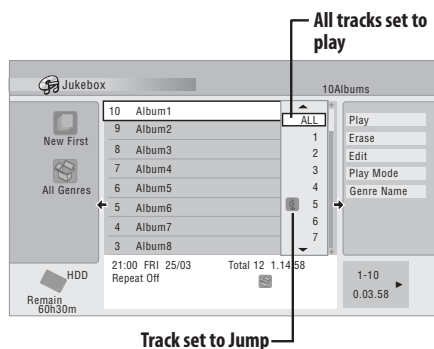 All tracks set to
play
Jukebox
10Albums
New First
All Genres
10 Album1
9 Album2
8 Album3
7 Album4
6 Album5
5 Album6
4 Album7
3 Album8
ALL
1
2
3
4
5
6
7
Play
Erase
Edit
Play Mode
Genre Name
HDD
Remain
60h30m
21:00 FRI 25/03 Total 12 1.14.58
Repeat Off
1-10
0.03.58
Track set to Jump